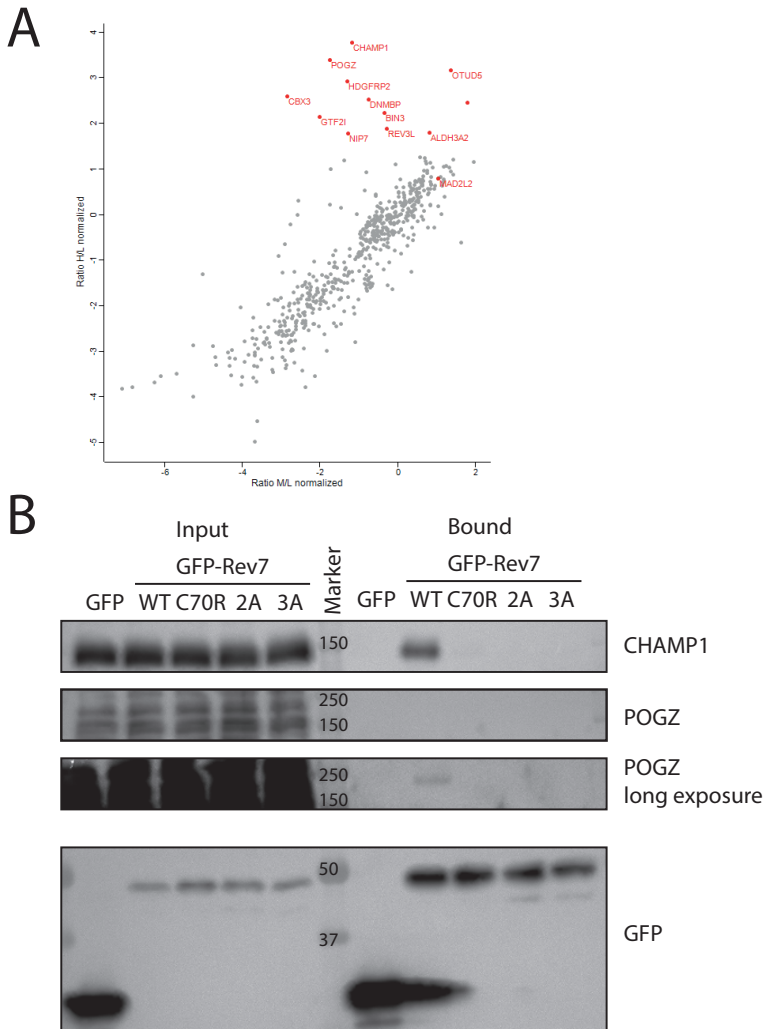 A
4
3
2
1
0
-1
-2
-3
-4
-5
Ratio H/L normalized
CHAMP1
POGZ
HDGFRP2
OTUD5
CBX3
DNMBP
GTF2I
BIN3
NIP7
REV3L
ALDH3A2
MAD2L2
-6 -4 -2 0 2
Ratio M/L normalized
B
Input Bound
GFP-Rev7 Marker GFP-Rev7
GFP WT C70R 2A 3A GFP WT C70R 2A 3A
150 CHAMP1
250
150 POGZ
250 POGZ
150 long exposure
50
37 GFP